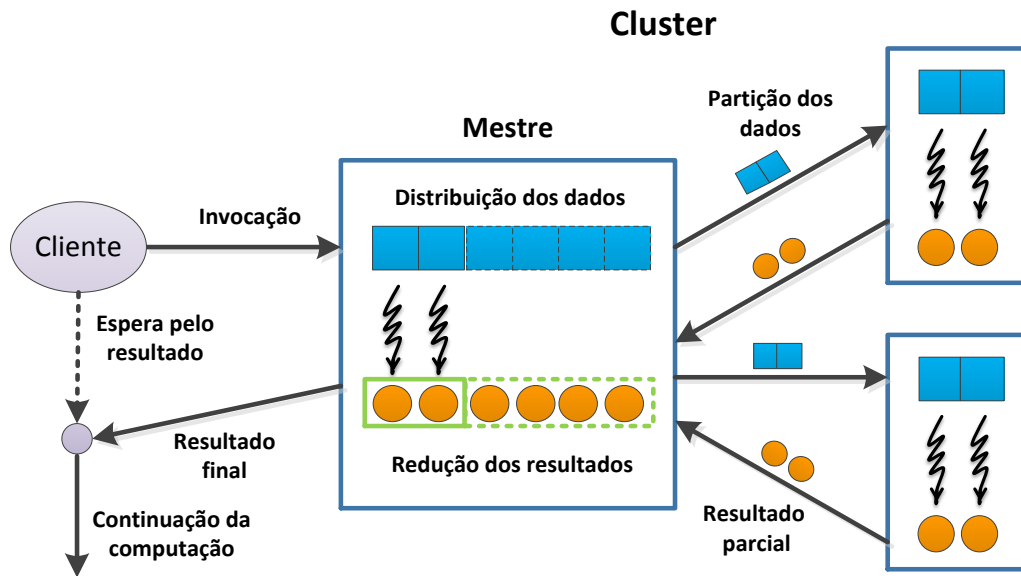 Cluster
Partição dos
dados
Mestre
Distribuição dos dados
Invocação
Cliente
Espera pelo
resultado
Resultado
final
Redução dos resultados
Resultado
parcial
Continuação da
computação